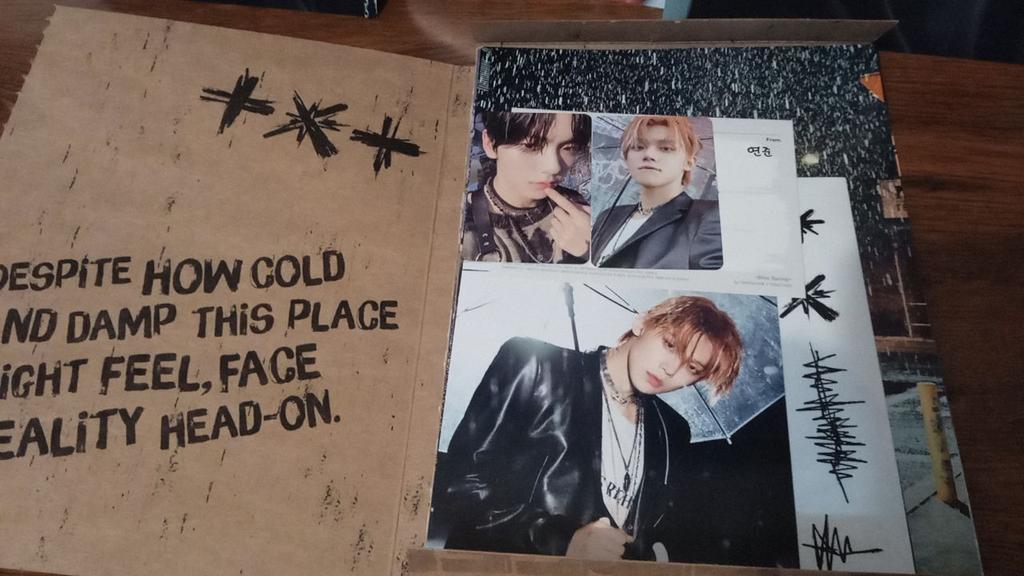 DESPITE HOW COLD
ND DAMP THIS PLACE
IGHT FEEL, FACE
EALITY HEAD-ON.
From
연준